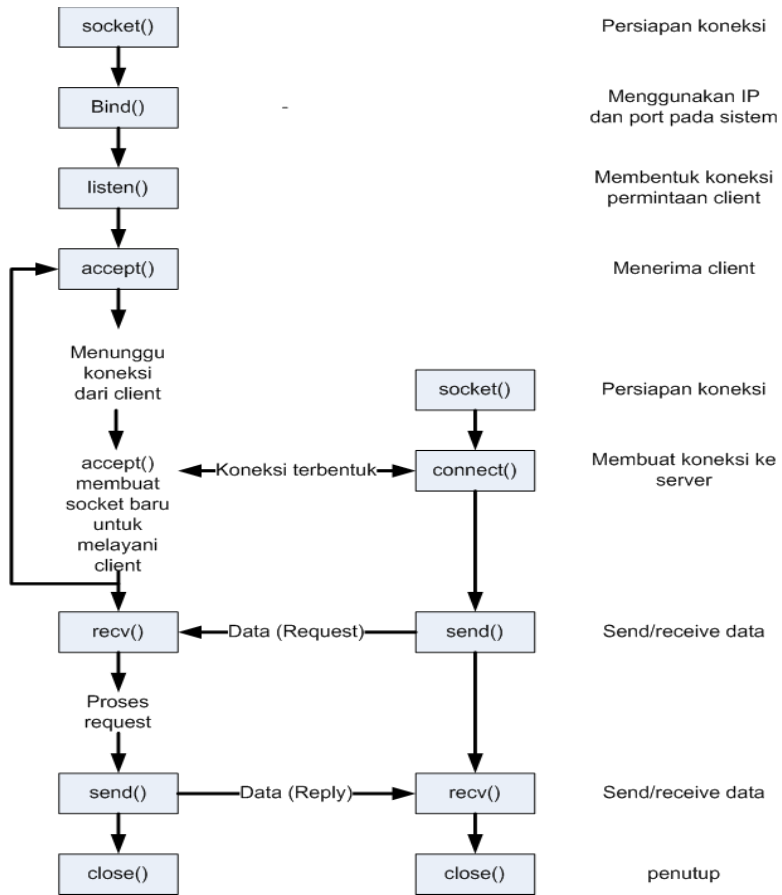 socket()
Persiapan koneksi
Bind()
-
Menggunakan IP
dan port pada sistem
listen()
Membentuk koneksi
permintaan client
accept()
Menerima client
Menunggu
koneksi
dari client
socket()
Persiapan koneksi
accept()
membuat
socket baru
untuk
melayani
client
Koneksi terbentuk
connect()
Membuat koneksi ke
server
recv()
Data (Request)
send()
Send/receive data
Proses
request
send()
Data (Reply)
recv()
Send/receive data
close()
close()
penutup